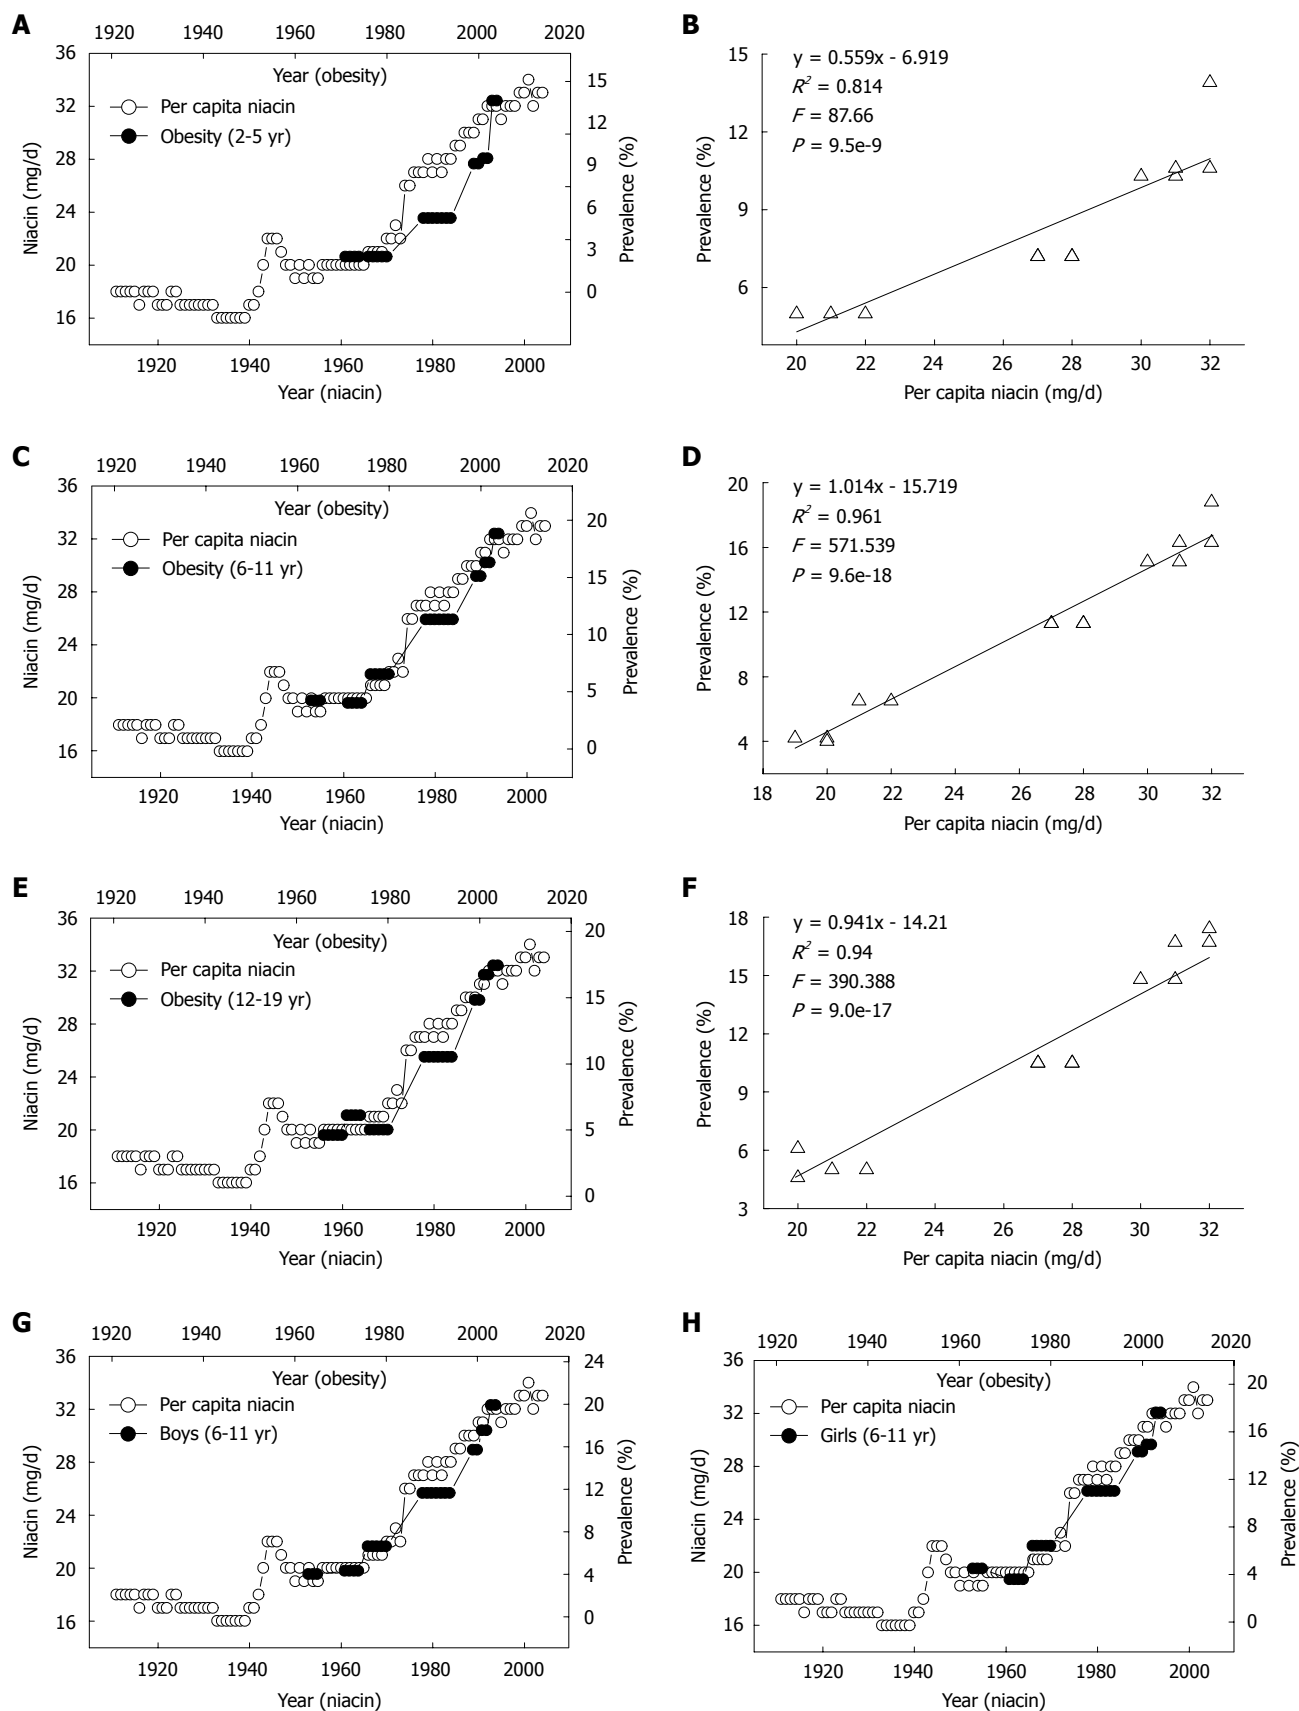 A
1920 1940 1960 1980 2000 2020
Year (obesity)
Per capita niacin
Obesity (2-5 yr)
36
32
28
24
20
16
Niacin (mg/d)
15
12
9
6
3
0
Prevalence (%)
1920 1940 1960 1980 2000
Year (niacin)
B
y = 0.559x - 6.919
R² = 0.814
F = 87.66
P = 9.5e-9
15
12
9
6
Prevalence (%)
20 22 24 26 28 30 32
Per capita niacin (mg/d)
C
1920 1940 1960 1980 2000 2020
Year (obesity)
Per capita niacin
Obesity (6-11 yr)
36
32
28
24
20
16
Niacin (mg/d)
20
15
10
5
0
Prevalence (%)
1920 1940 1960 1980 2000
Year (niacin)
D
y = 1.014x - 15.719
R² = 0.961
F = 571.539
P = 9.6e-18
20
16
12
8
4
Prevalence (%)
18 20 22 24 26 28 30 32
Per capita niacin (mg/d)
E
1920 1940 1960 1980 2000 2020
Year (obesity)
Per capita niacin
Obesity (12-19 yr)
36
32
28
24
20
16
Niacin (mg/d)
20
15
10
5
0
Prevalence (%)
1920 1940 1960 1980 2000
Year (niacin)
F
y = 0.941x - 14.21
R² = 0.94
F = 390.388
P = 9.0e-17
18
15
12
9
6
3
Prevalence (%)
20 22 24 26 28 30 32
Per capita niacin (mg/d)
G
1920 1940 1960 1980 2000 2020
Year (obesity)
Per capita niacin
Boys (6-11 yr)
36
32
28
24
20
16
Niacin (mg/d)
24
20
16
12
8
4
0
Prevalence (%)
1920 1940 1960 1980 2000
Year (niacin)
H
1920 1940 1960 1980 2000 2020
Year (obesity)
Per capita niacin
Girls (6-11 yr)
36
32
28
24
20
16
Niacin (mg/d)
20
16
12
8
4
0
Prevalence (%)
1920 1940 1960 1980 2000
Year (niacin)